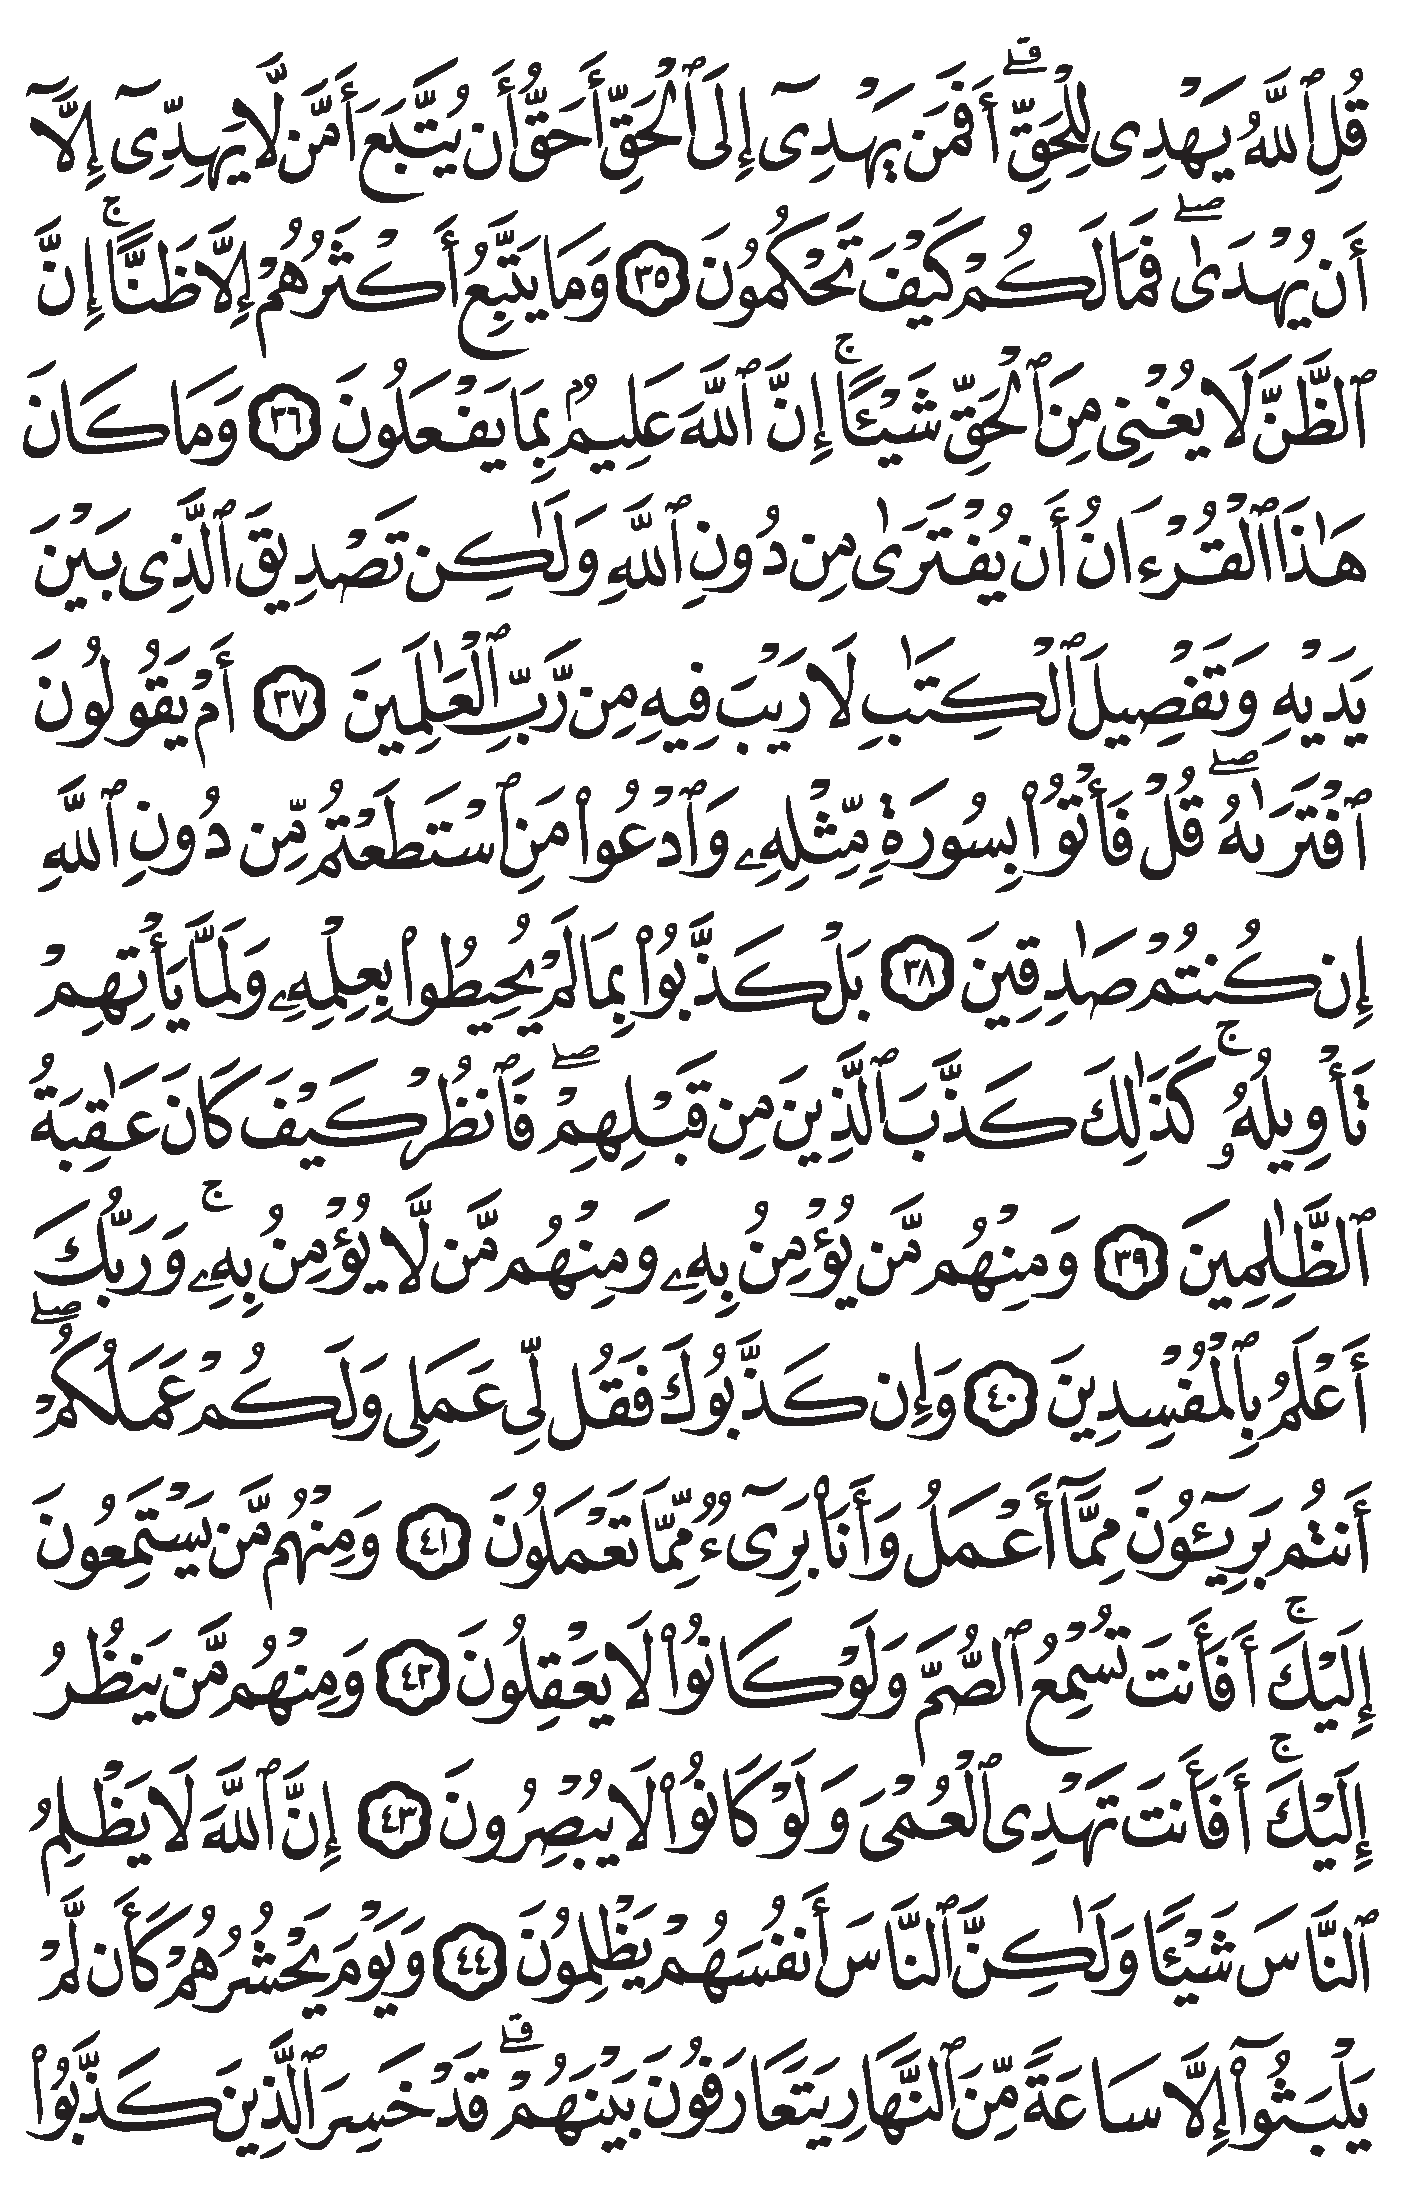 قُلِ ٱللَّهُ يَهْدِى لِلْحَقِّ ۗ أَفَمَن يَهْدِىٓ إِلَى ٱلْحَقِّ أَحَقُّ أَن يُتَّبَعَ أَمَّن لَّا يَهِدِّىٓ إِلَّآ
أَن يُهْدَىٰ ۖ فَمَا لَكُمْ كَيْفَ تَحْكُمُونَ ٣٥ وَمَا يَتَّبِعُ أَكْثَرُهُمْ إِلَّا ظَنًّا ۚ إِنَّ
ٱلظَّنَّ لَا يُغْنِى مِنَ ٱلْحَقِّ شَيْـًٔا ۚ إِنَّ ٱللَّهَ عَلِيمٌۢ بِمَا يَفْعَلُونَ ٣٦ وَمَا كَانَ
هَـٰذَا ٱلْقُرْءَانُ أَن يُفْتَرَىٰ مِن دُونِ ٱللَّهِ وَلَـٰكِن تَصْدِيقَ ٱلَّذِى بَيْنَ
يَدَيْهِ وَتَفْصِيلَ ٱلْكِتَـٰبِ لَا رَيْبَ فِيهِ مِن رَّبِّ ٱلْعَـٰلَمِينَ ٣٧ أَمْ يَقُولُونَ
ٱفْتَرَىٰهُ ۖ قُلْ فَأْتُوا۟ بِسُورَةٍ مِّثْلِهِۦ وَٱدْعُوا۟ مَنِ ٱسْتَطَعْتُم مِّن دُونِ ٱللَّهِ
إِن كُنتُمْ صَـٰدِقِينَ ٣٨ بَلْ كَذَّبُوا۟ بِمَا لَمْ يُحِيطُوا۟ بِعِلْمِهِۦ وَلَمَّا يَأْتِهِمْ
تَأْوِيلُهُۥ ۚ كَذَٰلِكَ كَذَّبَ ٱلَّذِينَ مِن قَبْلِهِمْ ۖ فَٱنظُرْ كَيْفَ كَانَ عَـٰقِبَةُ
ٱلظَّـٰلِمِينَ ٣٩ وَمِنْهُم مَّن يُؤْمِنُ بِهِۦ وَمِنْهُم مَّن لَّا يُؤْمِنُ بِهِۦ ۚ وَرَبُّكَ
أَعْلَمُ بِٱلْمُفْسِدِينَ ٤٠ وَإِن كَذَّبُوكَ فَقُل لِّى عَمَلِى وَلَكُمْ عَمَلُكُمْ ۖ
أَنتُم بَرِيٓـُٔونَ مِمَّآ أَعْمَلُ وَأَنَا۠ بَرِىٓءٌ مِّمَّا تَعْمَلُونَ ٤١ وَمِنْهُم مَّن يَسْتَمِعُونَ
إِلَيْكَ ۚ أَفَأَنتَ تُسْمِعُ ٱلصُّمَّ وَلَوْ كَانُوا۟ لَا يَعْقِلُونَ ٤٢ وَمِنْهُم مَّن يَنظُرُ
إِلَيْكَ ۚ أَفَأَنتَ تَهْدِى ٱلْعُمْىَ وَلَوْ كَانُوا۟ لَا يُبْصِرُونَ ٤٣ إِنَّ ٱللَّهَ لَا يَظْلِمُ
ٱلنَّاسَ شَيْـًٔا وَلَـٰكِنَّ ٱلنَّاسَ أَنفُسَهُمْ يَظْلِمُونَ ٤٤ وَيَوْمَ يَحْشُرُهُمْ كَأَن لَّمْ
يَلْبَثُوٓا۟ إِلَّا سَاعَةً مِّنَ ٱلنَّهَارِ يَتَعَارَفُونَ بَيْنَهُمْ ۗ قَدْ خَسِرَ ٱلَّذِينَ كَذَّبُوا۟